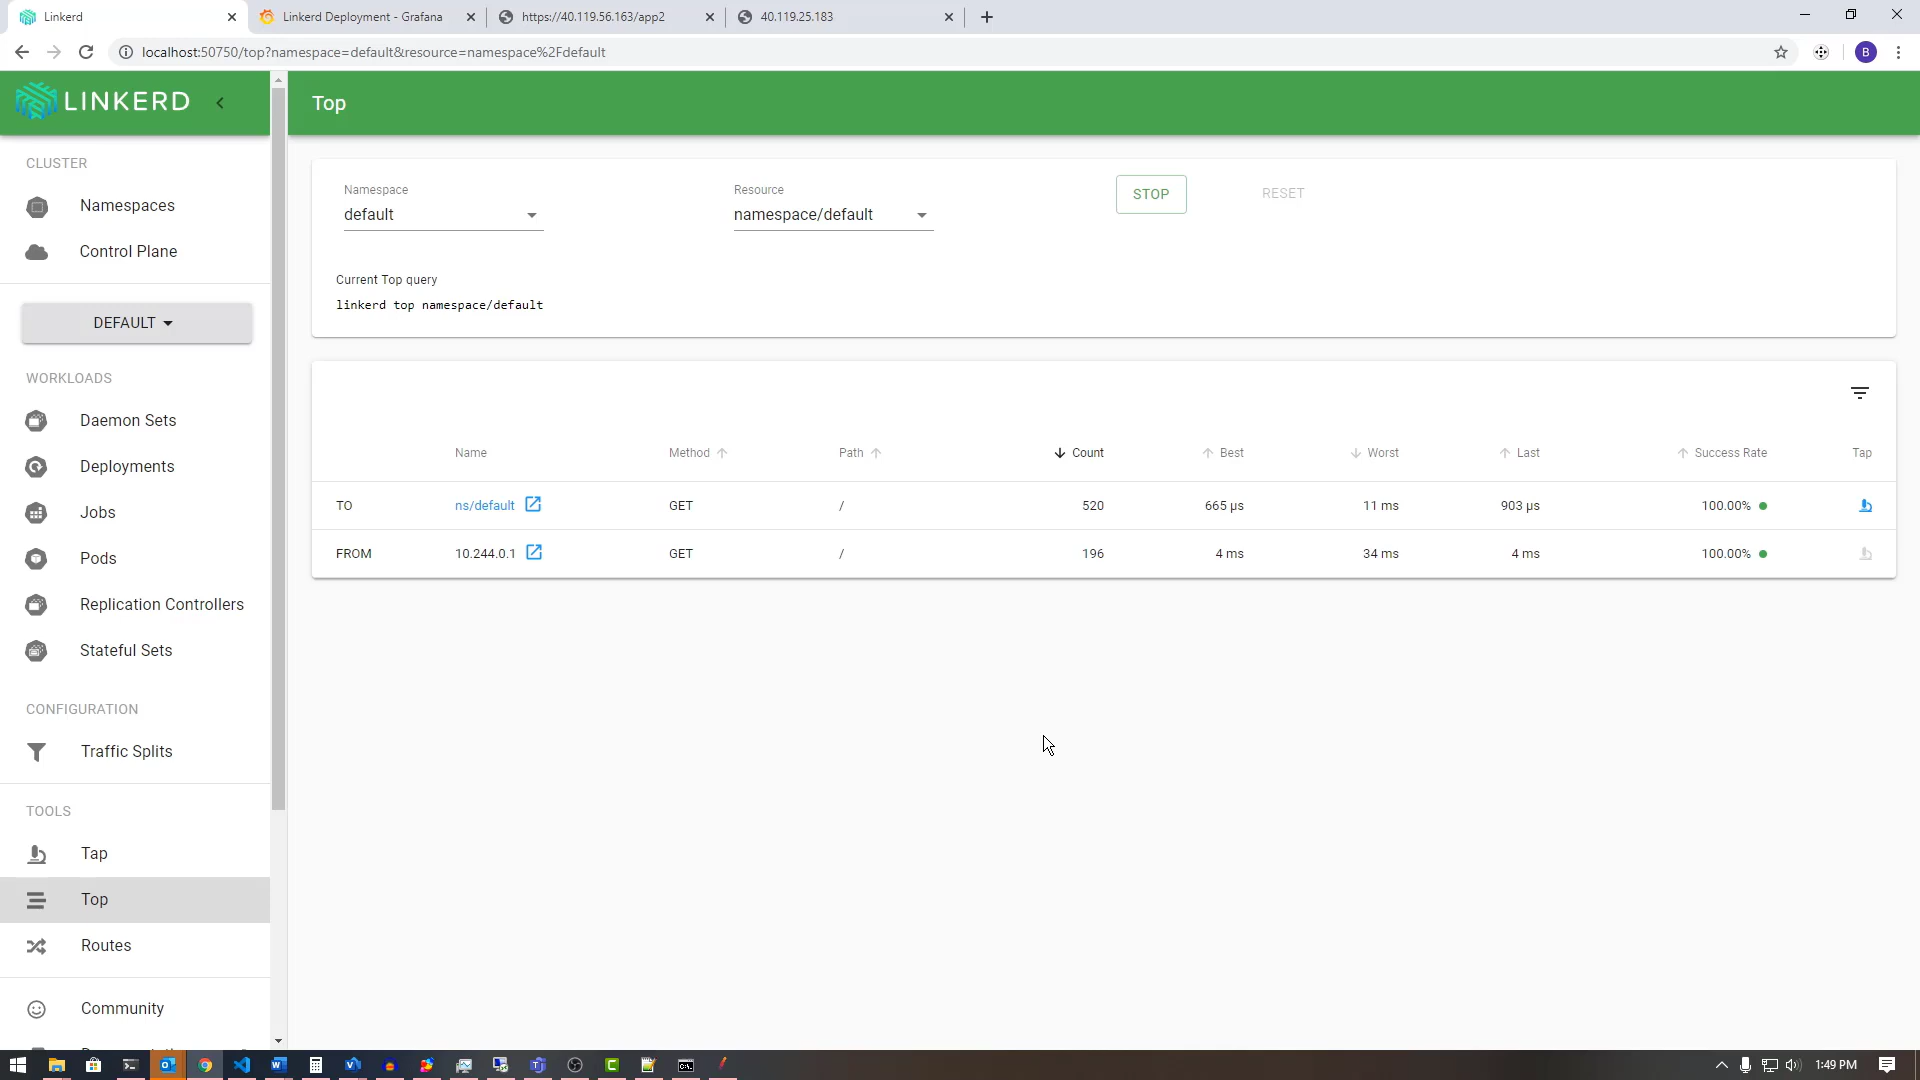 Linkerd
Linkerd Deployment - Grafana
https://40.119.56.163/app2
40.119.25.183
localhost:50750/top?namespace=default&resource=namespace%2Fdefault
B
LINKERD
Top
CLUSTER
Namespaces
Control Plane
DEFAULT
WORKLOADS
Daemon Sets
Deployments
Jobs
Pods
Replication Controllers
Stateful Sets
CONFIGURATION
Traffic Splits
TOOLS
Tap
Top
Routes
Community
Namespace
default
Resource
namespace/default
STOP
RESET
Current Top query
linkerd top namespace/default
Name Method Path Count Best Worst Last Success Rate Tap
TO ns/default GET / 520 665 µs 11 ms 903 µs 100.00%
FROM 10.244.0.1 GET / 196 4 ms 34 ms 4 ms 100.00%
1:49 PM